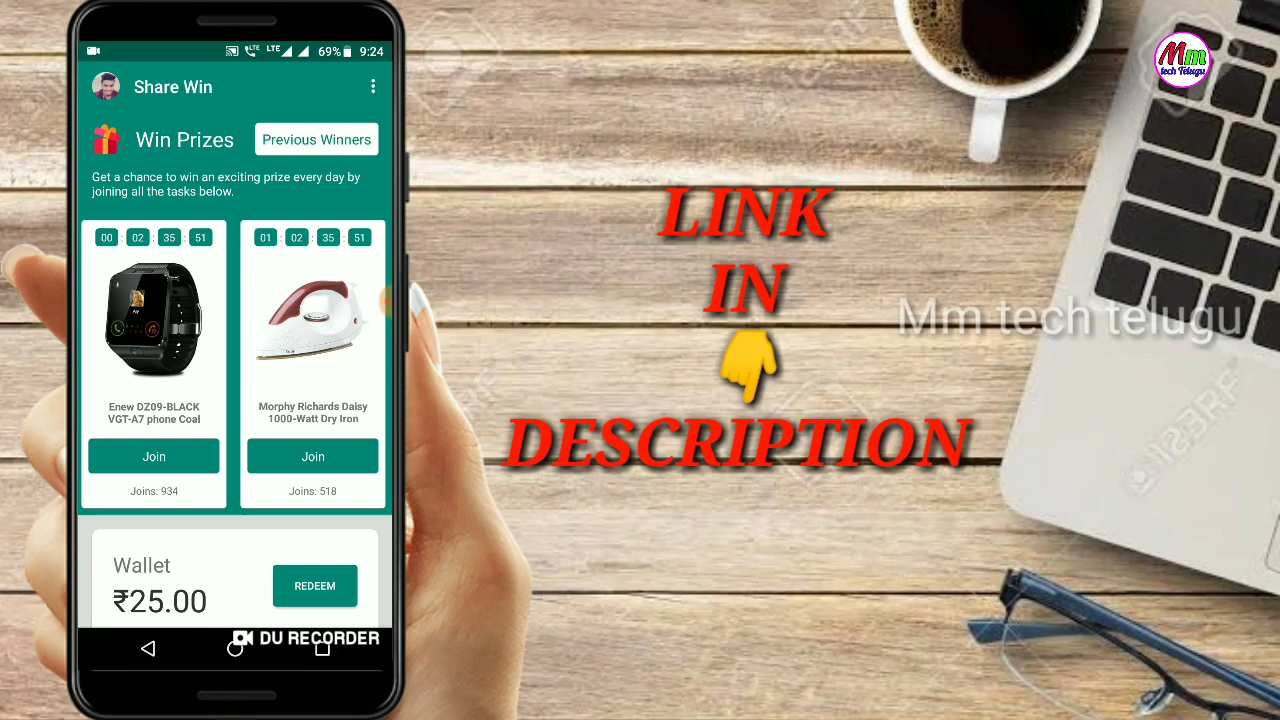 LTE LTE 69% 9:24
Share Win
Win Prizes
Previous Winners
Get a chance to win an exciting prize every day by
joining all the tasks below.
00 : 02 : 35 : 51
01 : 02 : 35 : 51
Enew DZ09-BLACK
VGT-A7 phone Coal
Morphy Richards Daisy
1000-Watt Dry Iron
Join
Join
Joins: 934
Joins: 518
Wallet
₹25.00
REDEEM
DU RECORDER
LINK
IN
DESCRIPTION
Mm
tech Telugu
Mm tech telugu
123RF